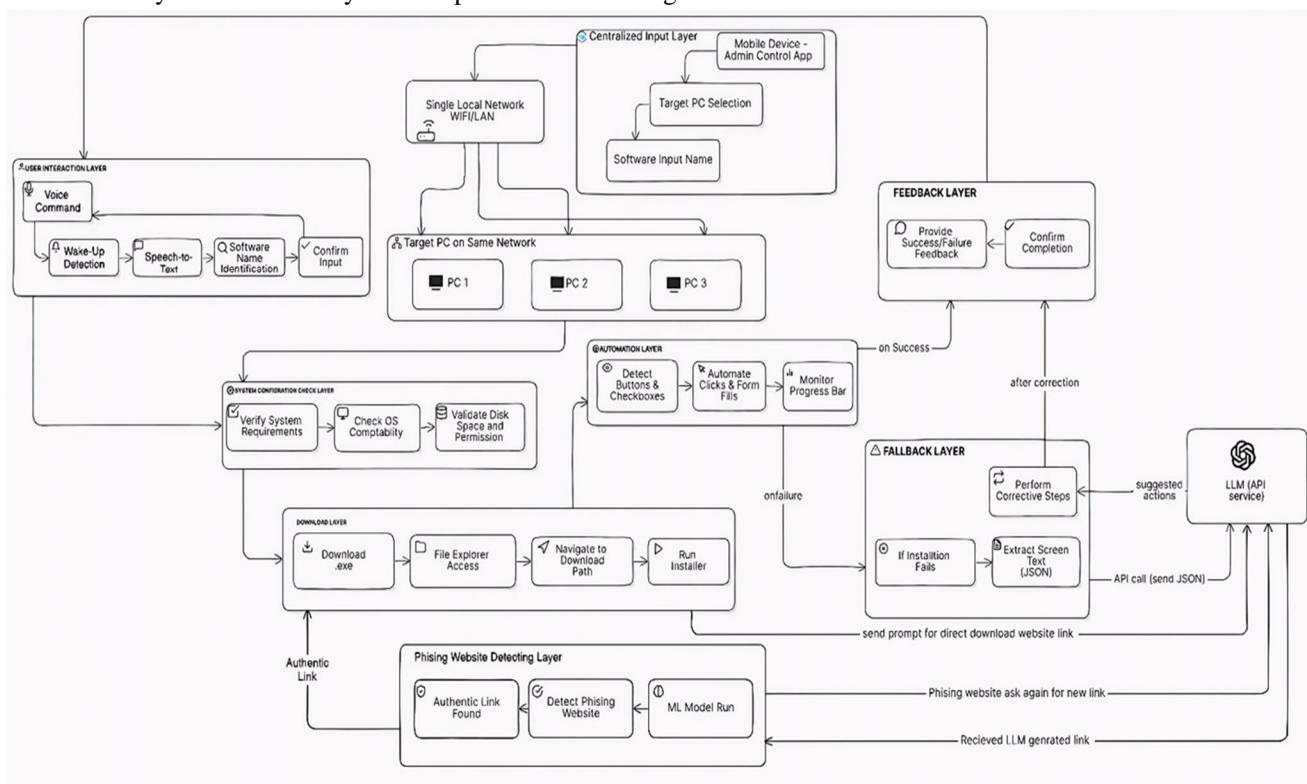 Centralized Input Layer
Mobile Device -
Admin Control App
Target PC Selection
Software Input Name
Single Local Network
WIFI/LAN
USER INTERACTION LAYER
Voice
Command
Wake-Up
Detection
Speech-to-
Text
Software
Name
Identification
Confirm
Input
Target PC on Same Network
PC 1
PC 2
PC 3
FEEDBACK LAYER
Provide
Success/Failure
Feedback
Confirm
Completion
AUTOMATION LAYER
Detect
Buttons &
Checkboxes
Automate
Clicks & Form
Fills
Monitor
Progress Bar
on Success
after correction
onfailure
Verify System
Requirements
Check OS
Comptablity
Validate Disk
Space and
Permission
FALLBACK LAYER
Perform
Corrective Steps
If Installtion
Fails
Extract Screen
Text
(JSON)
suggested
actions
LLM (API
service)
API call (send JSON)
DOWNLOAD LAYER
Download
.exe
File Explorer
Access
Navigate to
Download
Path
Run
Installer
send prompt for direct download website link
Authentic
Link
Phising Website Detecting Layer
Authentic Link
Found
Detect Phising
Website
ML Model Run
Phising website ask again for new link
Recieved LLM genrated link